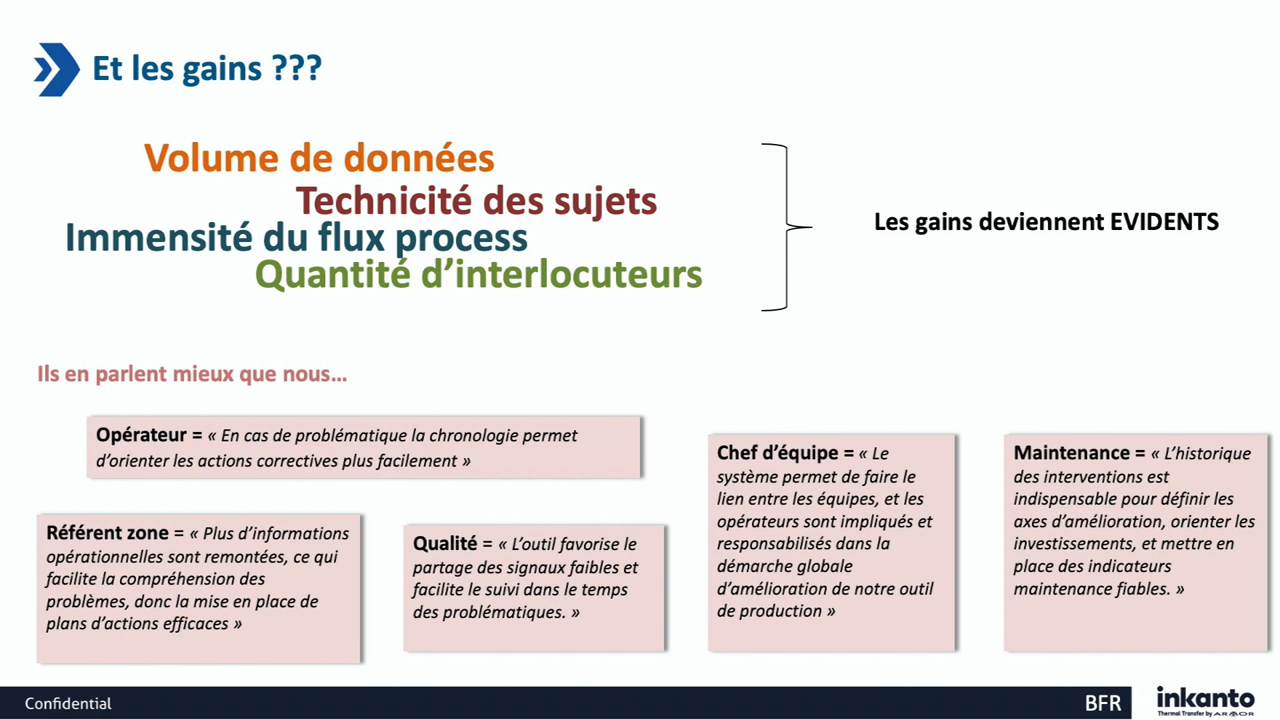 Et les gains ???
Volume de données
Technicité des sujets
Immensité du flux process
Quantité d’interlocuteurs
Les gains deviennent EVIDENTS
Ils en parlent mieux que nous…
Opérateur = « En cas de problématique la chronologie permet
d’orienter les actions correctives plus facilement »
Référent zone = « Plus d’informations
opérationnelles sont remontées, ce qui
facilite la compréhension des
problèmes, donc la mise en place de
plans d’actions efficaces »
Qualité = « L’outil favorise le
partage des signaux faibles et
facilite le suivi dans le temps
des problématiques. »
Chef d’équipe = « Le
système permet de faire le
lien entre les équipes, et les
opérateurs sont impliqués et
responsabilisés dans la
démarche globale
d’amélioration de notre outil
de production »
Maintenance = « L’historique
des interventions est
indispensable pour définir les
axes d’amélioration, orienter les
investissements, et mettre en
place des indicateurs
maintenance fiables. »
Confidential
BFR
inkanto
Thermal Transfer by ARMOR